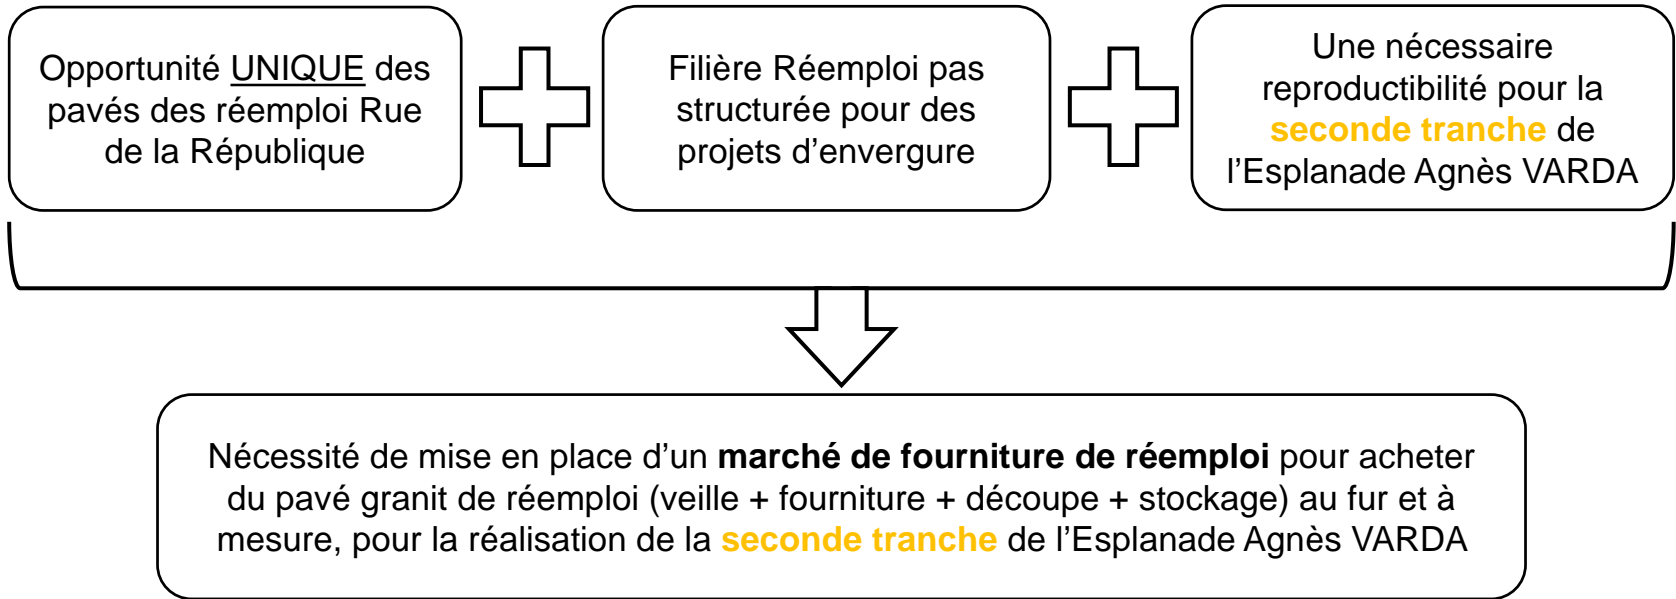 Opportunité UNIQUE des
pavés des réemploi Rue
de la République
Filière Réemploi pas
structurée pour des
projets d'envergure
Une nécessaire
reproductibilité pour la
seconde tranche de
l’Esplanade Agnès VARDA
Nécessité de mise en place d’un marché de fourniture de réemploi pour acheter
du pavé granit de réemploi (veille + fourniture + découpe + stockage) au fur et à
mesure, pour la réalisation de la seconde tranche de l’Esplanade Agnès VARDA